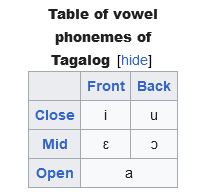 Table of vowel
phonemes of
Tagalog [hide]
Front Back
Close i u
Mid ɛ ɔ
Open a